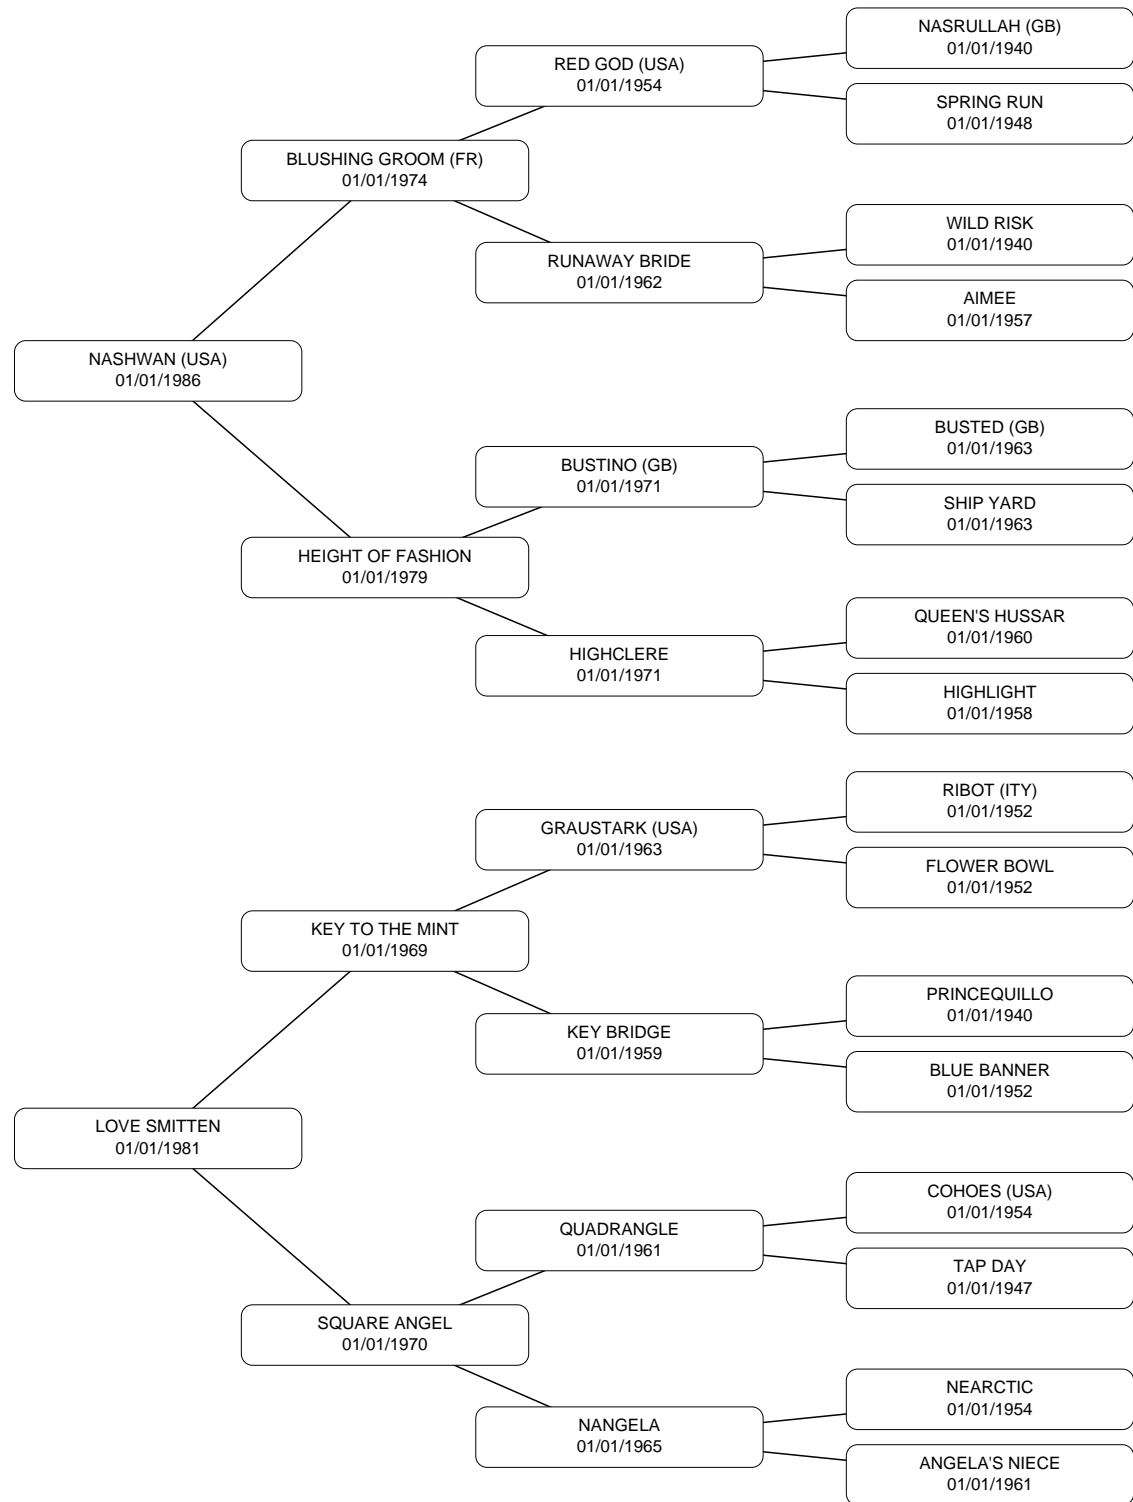 NASRULLAH (GB)
01/01/1940
RED GOD (USA)
01/01/1954
SPRING RUN
01/01/1948
BLUSHING GROOM (FR)
01/01/1974
WILD RISK
01/01/1940
RUNAWAY BRIDE
01/01/1962
AIMEE
01/01/1957
NASHWAN (USA)
01/01/1986
BUSTED (GB)
01/01/1963
BUSTINO (GB)
01/01/1971
SHIP YARD
01/01/1963
HEIGHT OF FASHION
01/01/1979
QUEEN'S HUSSAR
01/01/1960
HIGHCLERE
01/01/1971
HIGHLIGHT
01/01/1958
RIBOT (ITY)
01/01/1952
GRAUSTARK (USA)
01/01/1963
FLOWER BOWL
01/01/1952
KEY TO THE MINT
01/01/1969
PRINCEQUILLO
01/01/1940
KEY BRIDGE
01/01/1959
BLUE BANNER
01/01/1952
LOVE SMITTEN
01/01/1981
COHOES (USA)
01/01/1954
QUADRANGLE
01/01/1961
TAP DAY
01/01/1947
SQUARE ANGEL
01/01/1970
NEARCTIC
01/01/1954
NANGELA
01/01/1965
ANGELA'S NIECE
01/01/1961